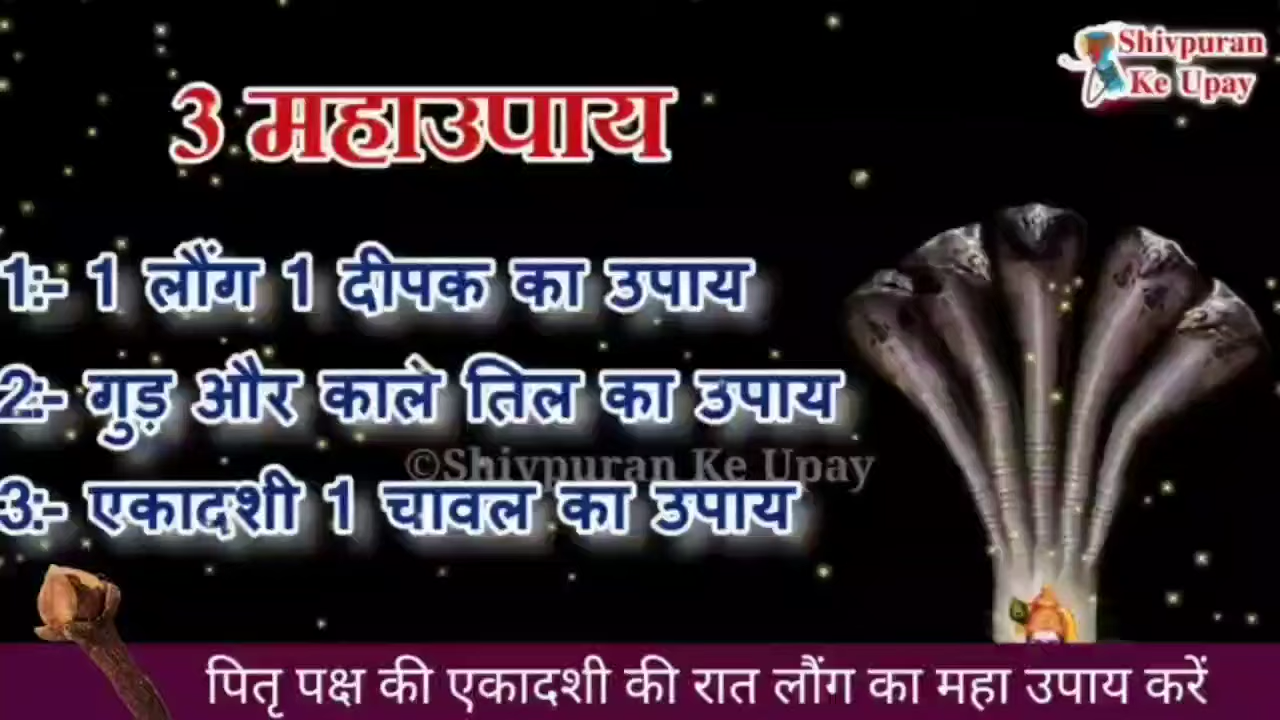 Shivpuran
Ke Upay
3 महाउपाय
1:- 1 लौंग 1 दीपक का उपाय
2:- गुड़ और काले तिल का उपाय
©Shivpuran Ke Upay
3:- एकादशी 1 चावल का उपाय
पितृ पक्ष की एकादशी की रात लौंग का महा उपाय करें